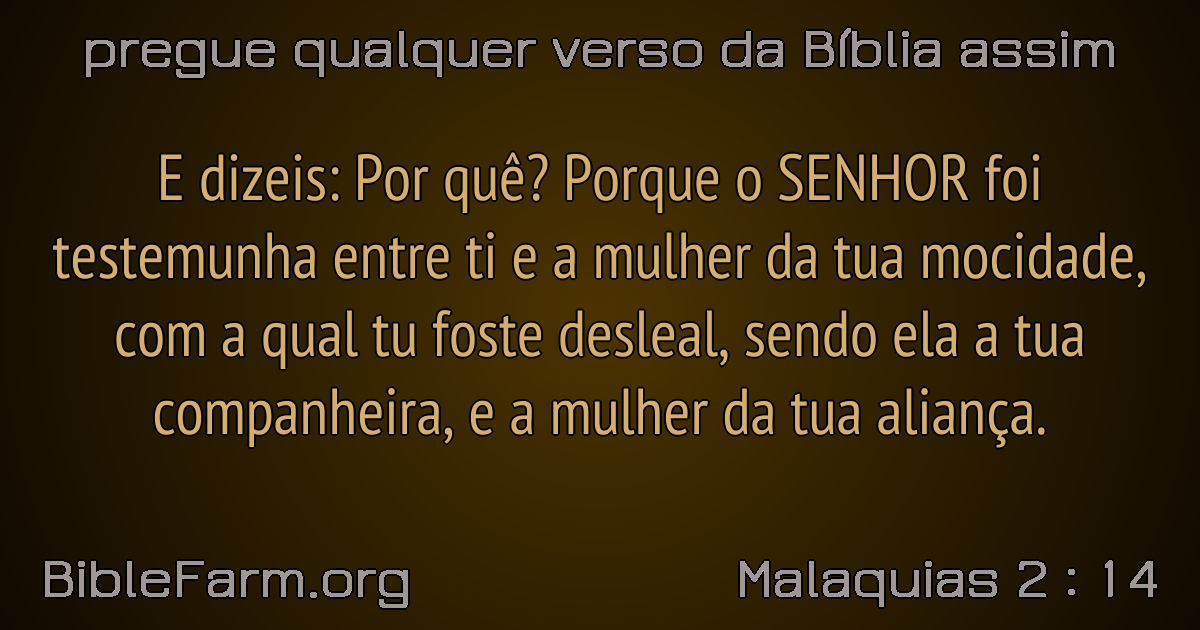 pregue qualquer verso da Bíblia assim
E dizeis: Por quê? Porque o SENHOR foi
testemunha entre ti e a mulher da tua mocidade,
com a qual tu foste desleal, sendo ela a tua
companheira, e a mulher da tua aliança.
BibleFarm.org
Malaquias 2 : 14